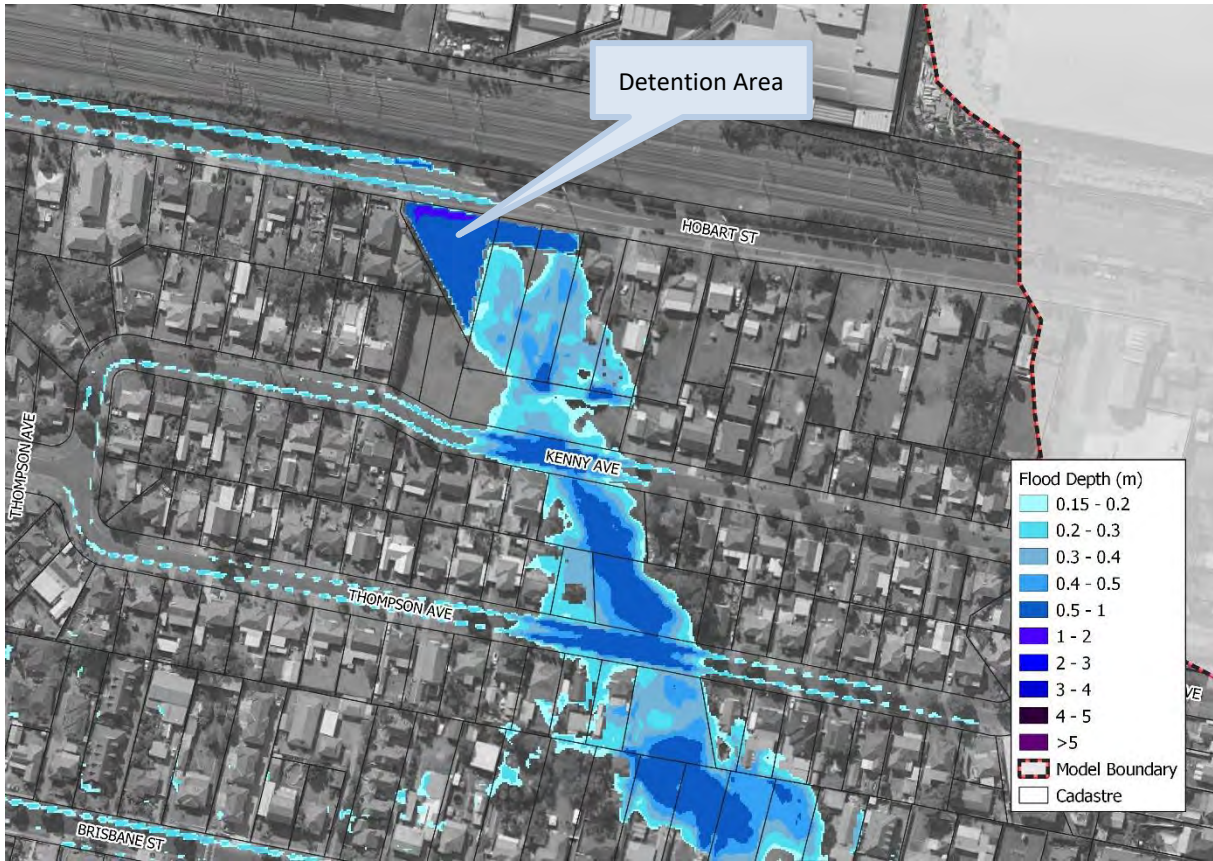 Detention Area
HOBART ST
THOMPSON AVE
KENNY AVE
THOMPSON AVE
BRISBANE ST
VE
Flood Depth (m)
0.15 - 0.2
0.2 - 0.3
0.3 - 0.4
0.4 - 0.5
0.5 - 1
1 - 2
2 - 3
3 - 4
4 - 5
>5
Model Boundary
Cadastre